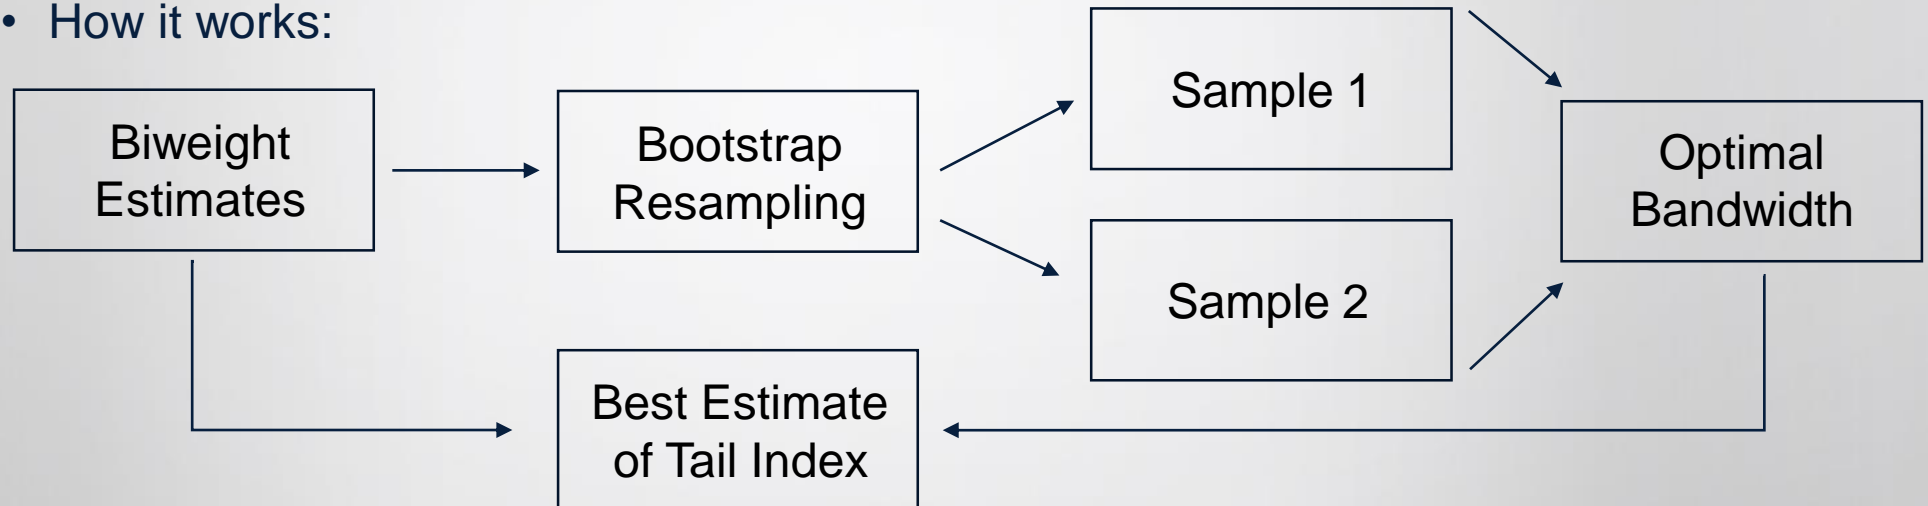 • How it works:
Biweight
Estimates
Bootstrap
Resampling
Sample 1
Sample 2
Optimal
Bandwidth
Best Estimate
of Tail Index